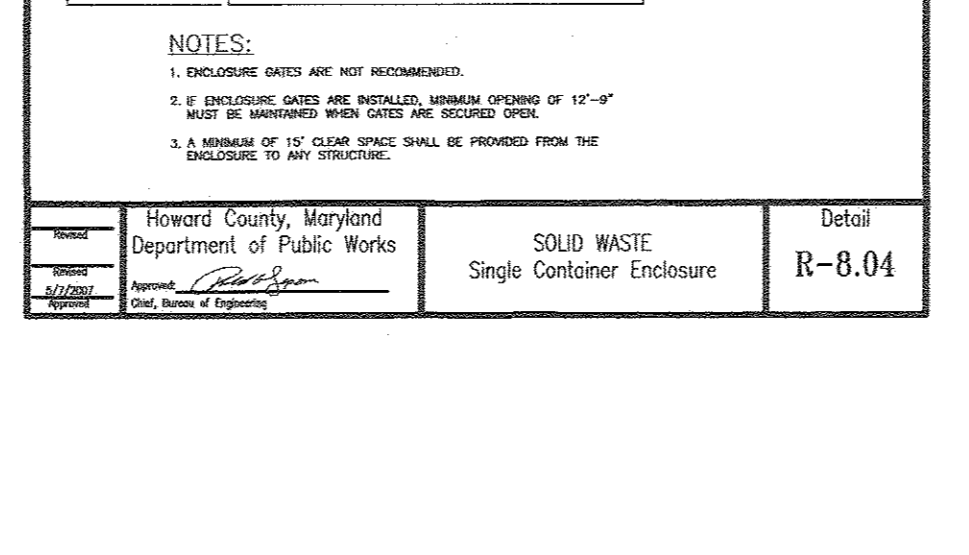 NOTES:
1. ENCLOSURE GATES ARE NOT RECOMMENDED.
2. IF ENCLOSURE GATES ARE INSTALLED, MINIMUM OPENING OF 12'-9"
MUST BE MAINTAINED WHEN GATES ARE SECURED OPEN.
3. A MINIMUM OF 15' CLEAR SPACE SHALL BE PROVIDED FROM THE
ENCLOSURE TO ANY STRUCTURE.
Revised
Revised
5/7/2007
Approved
Howard County, Maryland
Department of Public Works
Approved:
Chief, Bureau of Engineering
SOLID WASTE
Single Container Enclosure
Detail
R-8.04